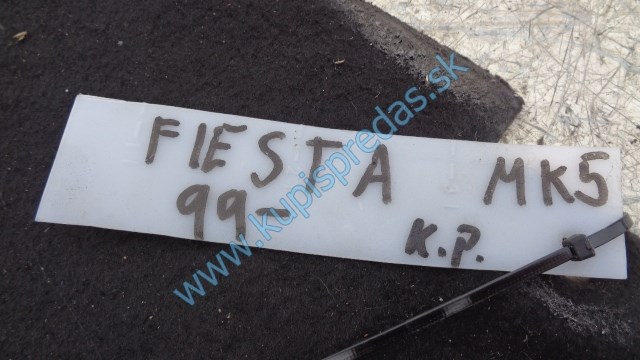 FIESTA MK5
99- K.P.
www.kupispredas.sk